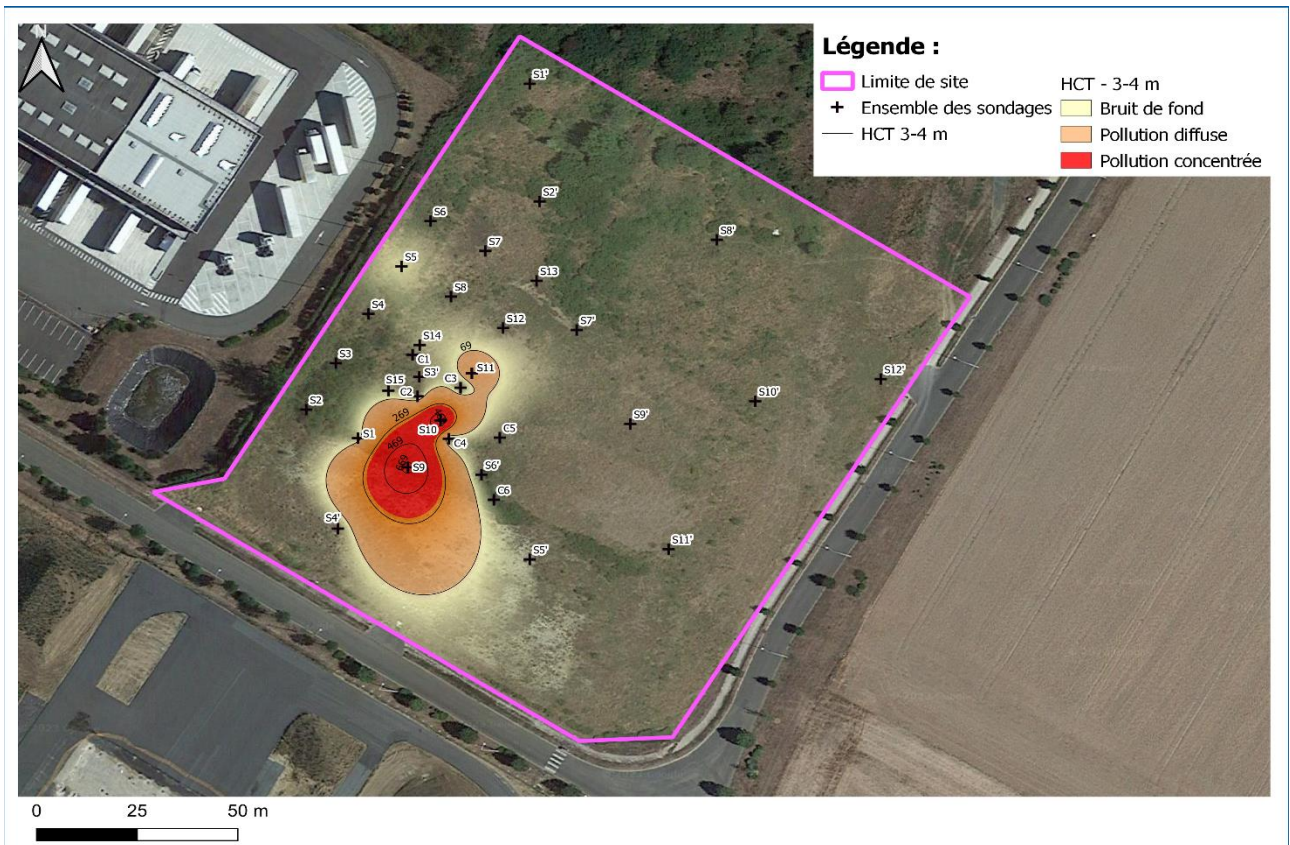 N
Légende :
Limite de site
Ensemble des sondages
HCT 3-4 m
HCT - 3-4 m
Bruit de fond
Pollution diffuse
Pollution concentrée
S1'
S2'
S6
S7
S8'
S5
S13
S8
S4
S12
S7'
S14
69
C1
S3
S11
S3'
S12'
C3
S15
C2
S10'
S2
269
S10
S9'
S1
C4
C5
469
S9
S6'
C6
S4'
S11'
S5'
0 25 50 m